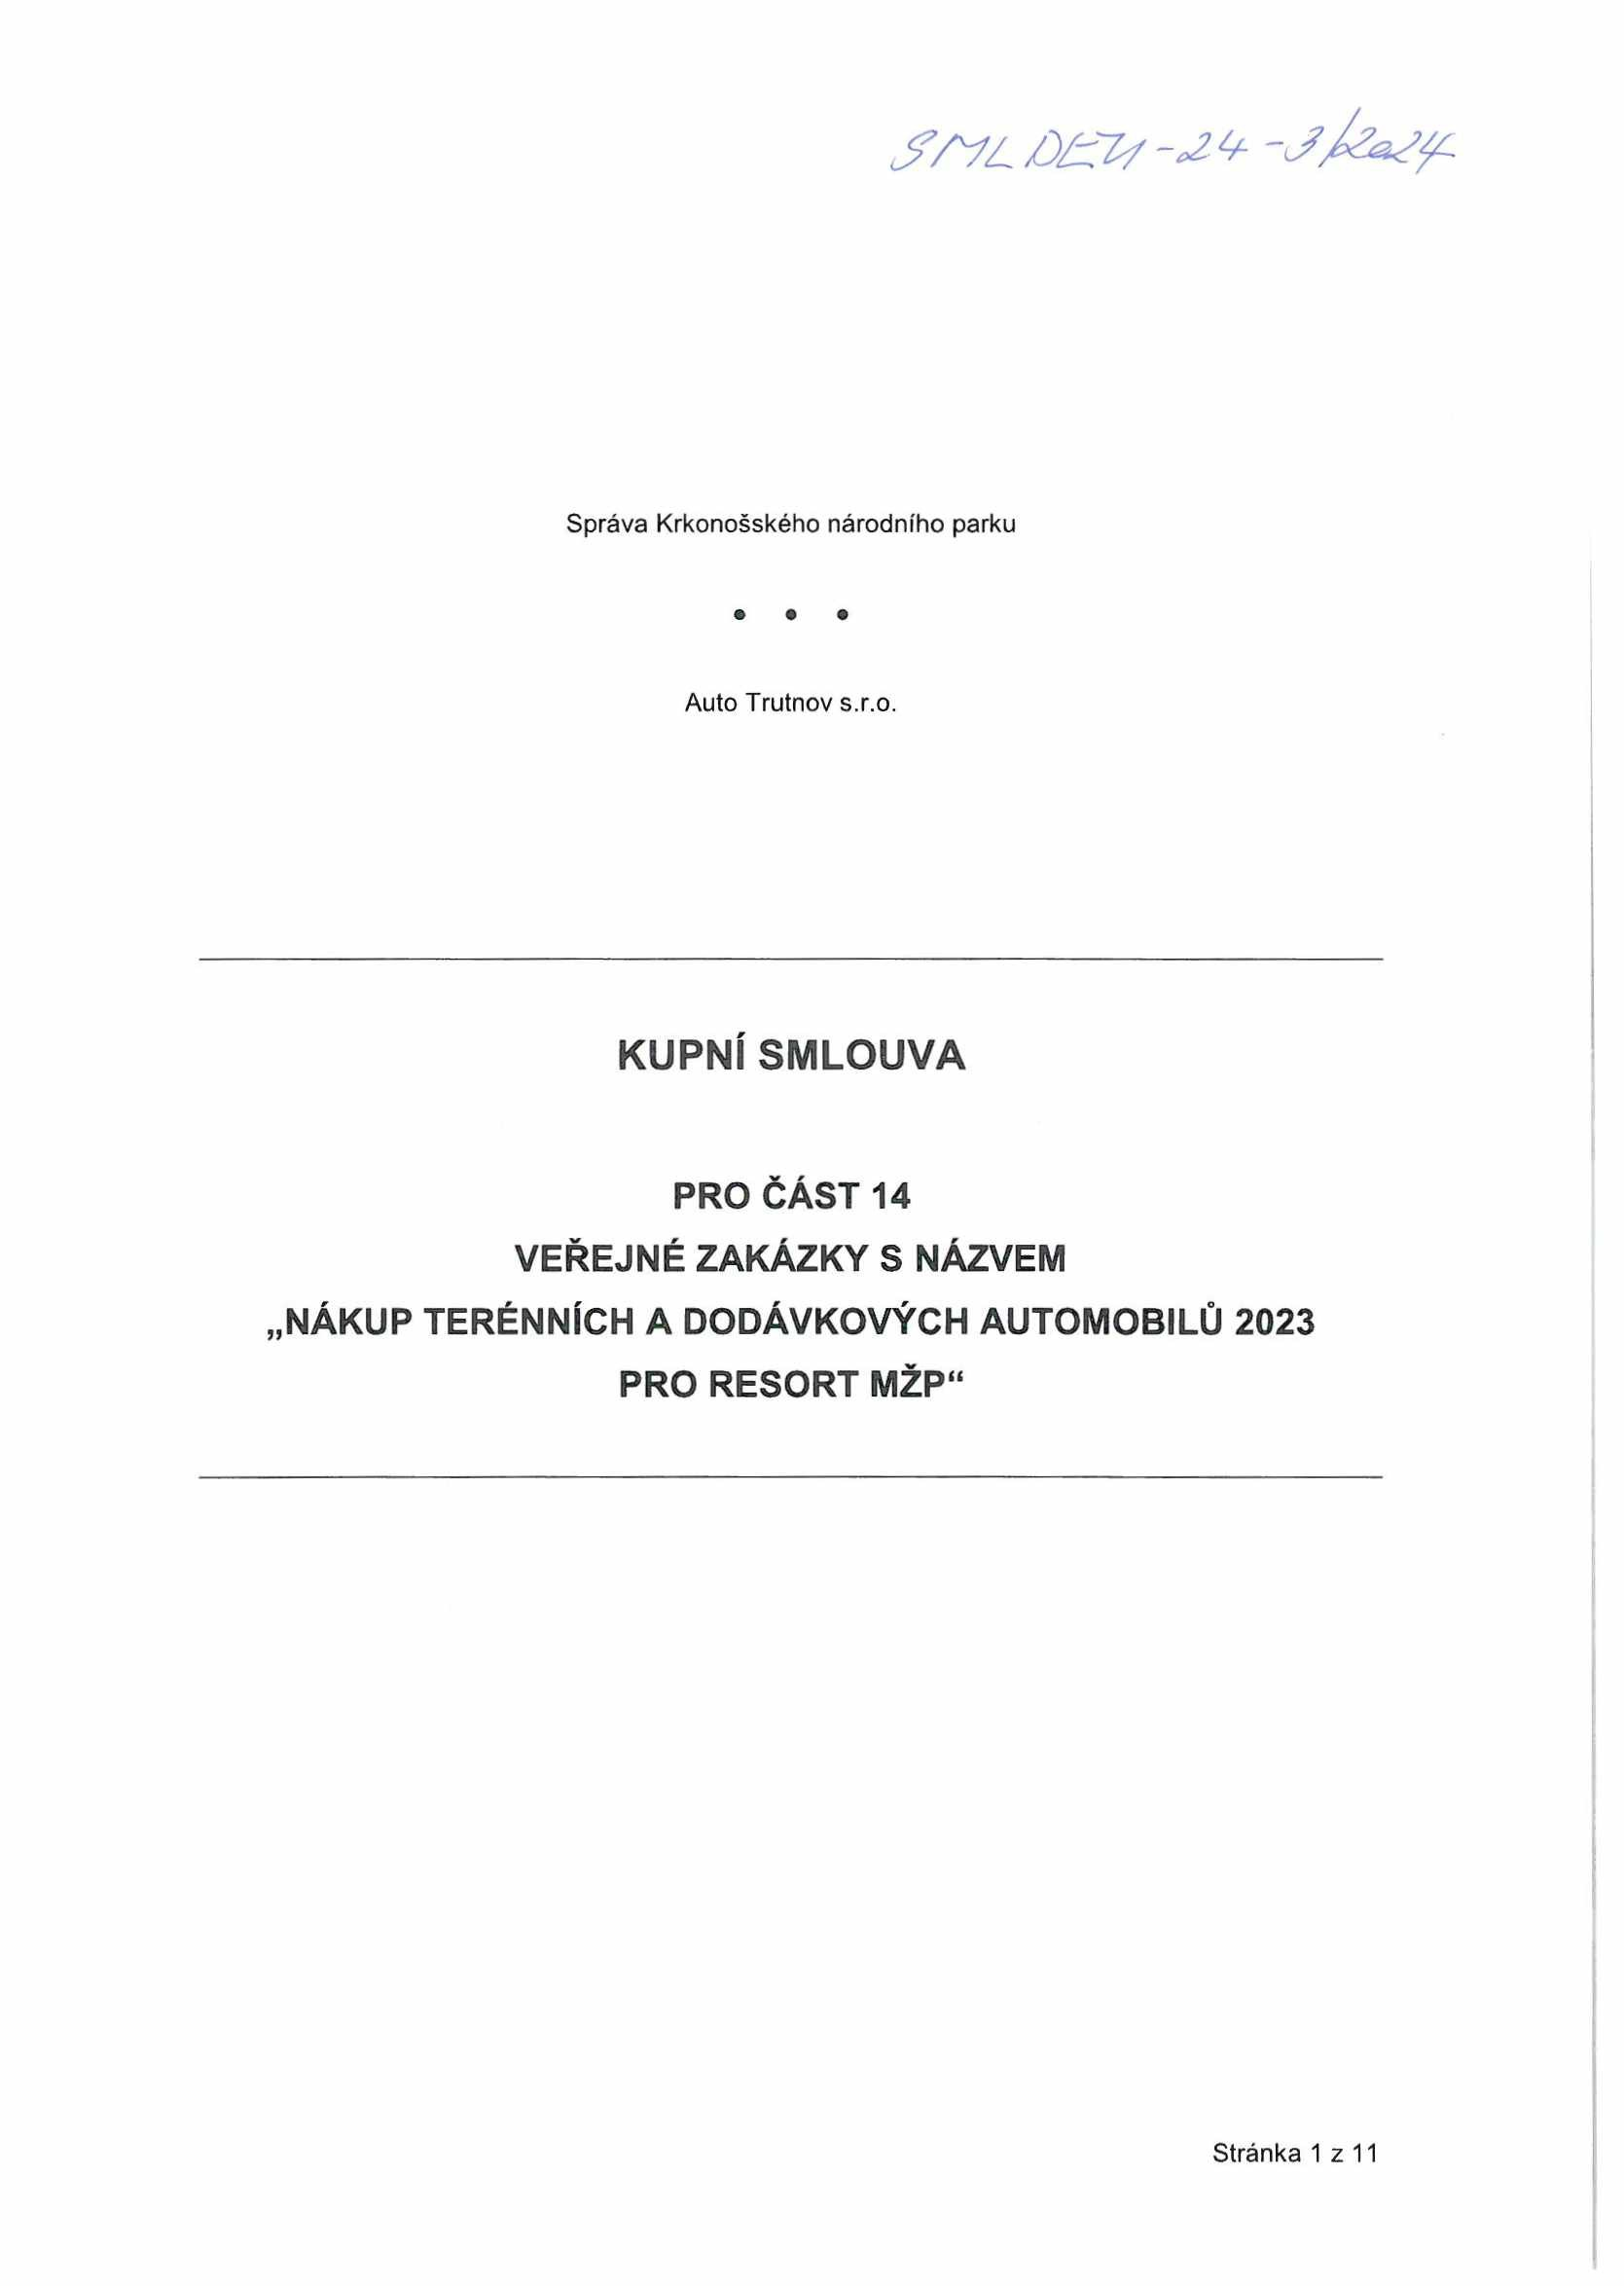 SML DEU-24-3/2024
Správa Krkonošského národního parku
• • •
Auto Trutnov s.r.o.
KUPNÍ SMLOUVA
PRO ČÁST 14
VEŘEJNÉ ZAKÁZKY S NÁZVEM
„NÁKUP TERÉNNÍCH A DODÁVKOVÝCH AUTOMOBILŮ 2023
PRO RESORT MŽP“
Stránka 1 z 11